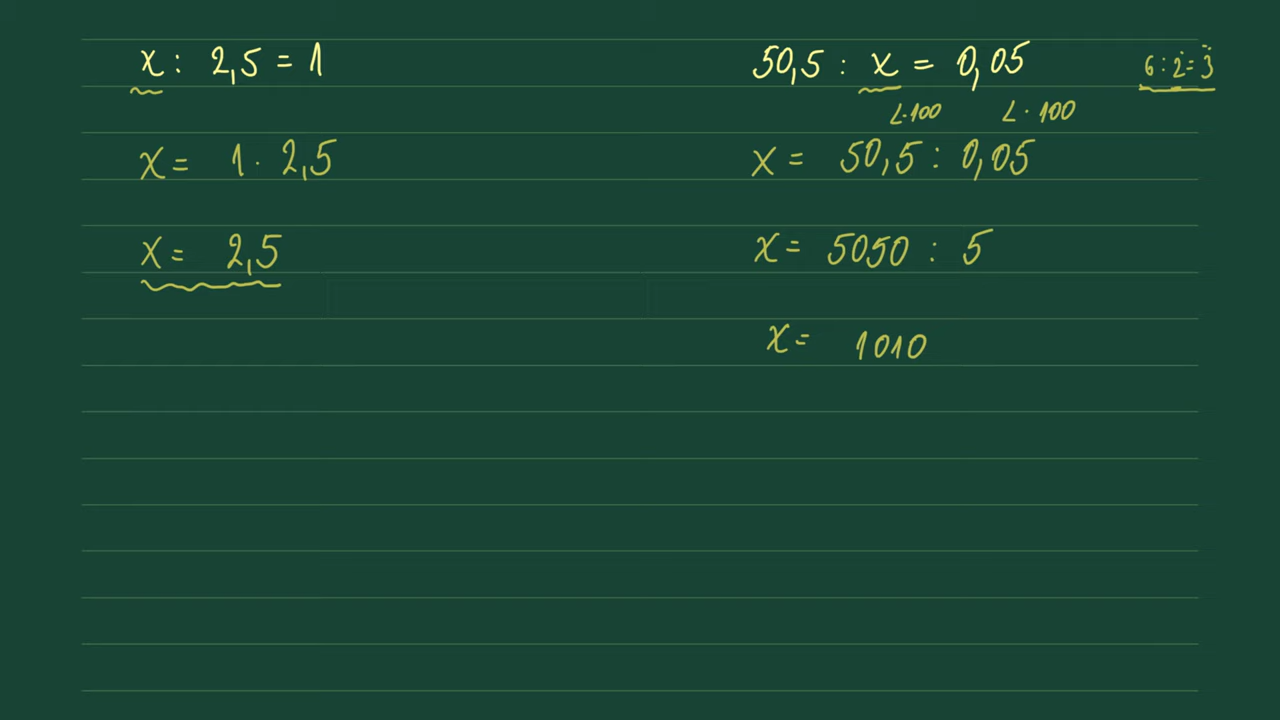 x : 2,5 = 1
x = 1 · 2,5
x = 2,5
50,5 : x = 0,05
∠·100 ∠·100
x = 50,5 : 0,05
x = 5050 : 5
x = 1010
6 : 2 = 3